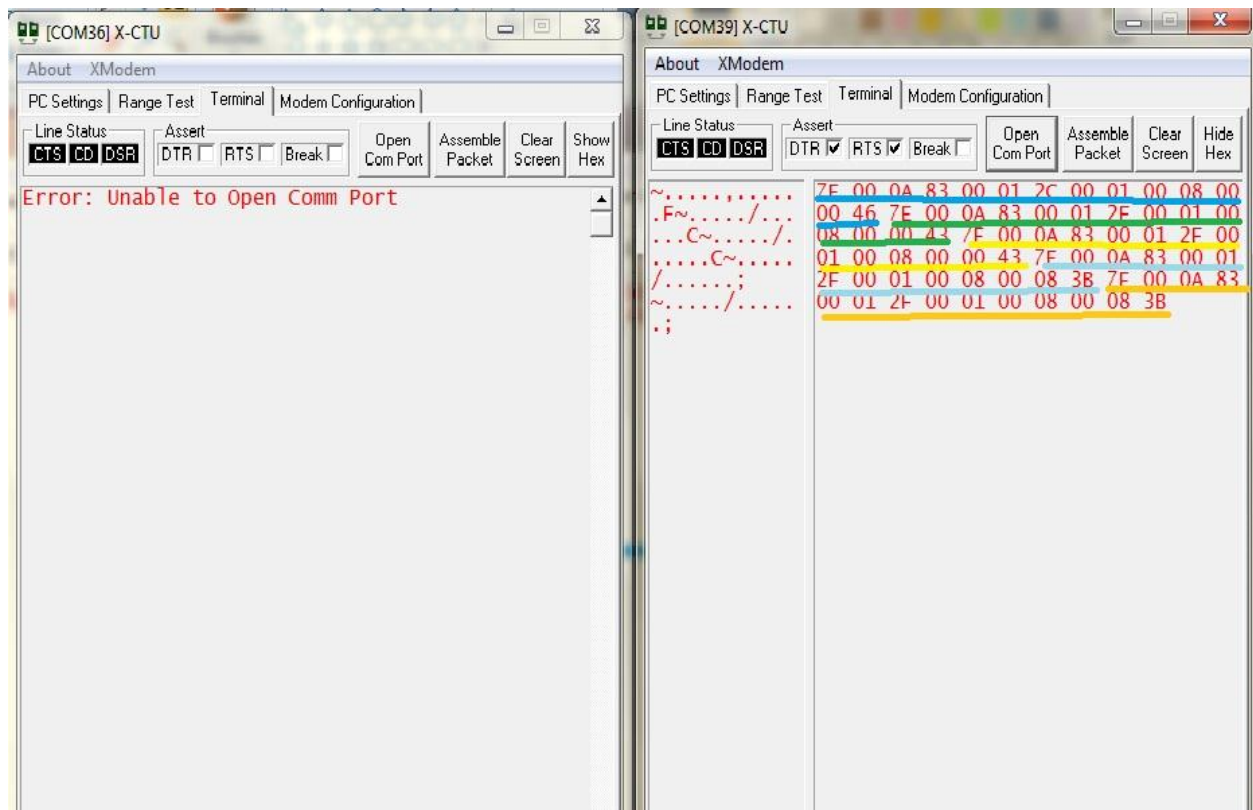 [COM36] X-CTU
About XModem
PC Settings Range Test Terminal Modem Configuration
Line Status
CTS CD DSR
Assert
DTR RTS Break
Open Com Port
Assemble Packet
Clear Screen
Show Hex
Error: Unable to Open Comm Port
[COM39] X-CTU
About XModem
PC Settings Range Test Terminal Modem Configuration
Line Status
CTS CD DSR
Assert
DTR RTS Break
Open Com Port
Assemble Packet
Clear Screen
Hide Hex
~.....,.....
.F~...../...
...C~...../.
.....C~.....
/......;
~...../.....
.;
7E 00 0A 83 00 01 2C 00 01 00 08 00
00 46 7E 00 0A 83 00 01 2F 00 01 00
08 00 00 43 7E 00 0A 83 00 01 2F 00
01 00 08 00 00 43 7E 00 0A 83 00 01
2F 00 01 00 08 00 08 3B 7E 00 0A 83
00 01 2F 00 01 00 08 00 08 3B